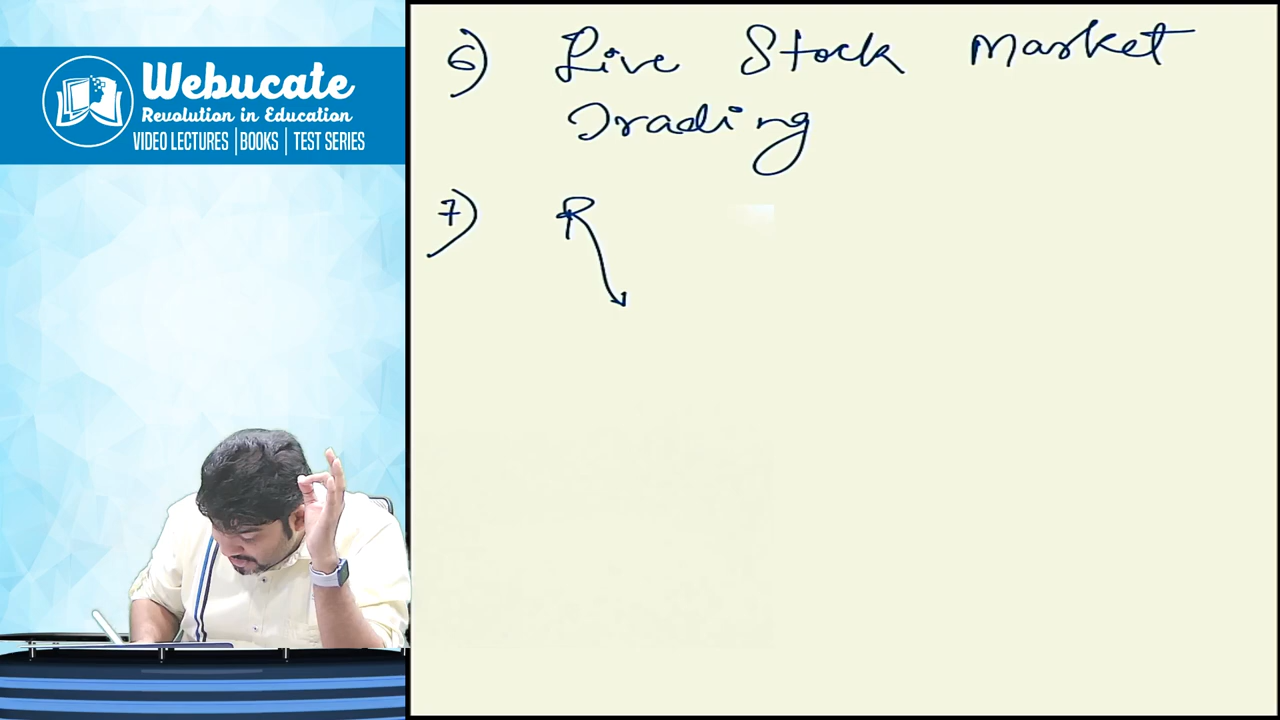 Webucate
Revolution in Education
VIDEO LECTURES | BOOKS | TEST SERIES
6) Live Stock Market
Trading
7) R